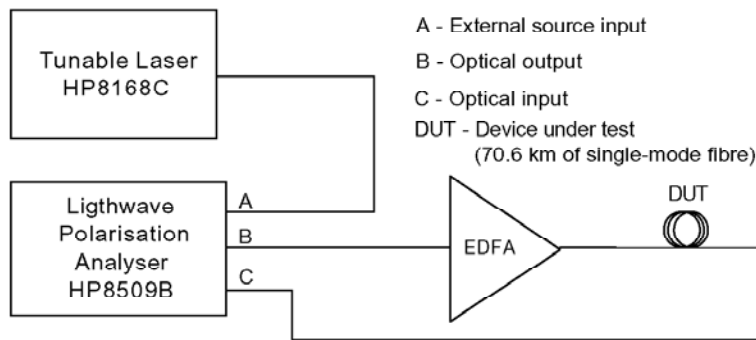 Tunable Laser
HP8168C
A - External source input
B - Optical output
C - Optical input
DUT - Device under test
(70.6 km of single-mode fibre)
Ligthwave
Polarisation
Analyser
HP8509B
A
B
C
EDFA
DUT